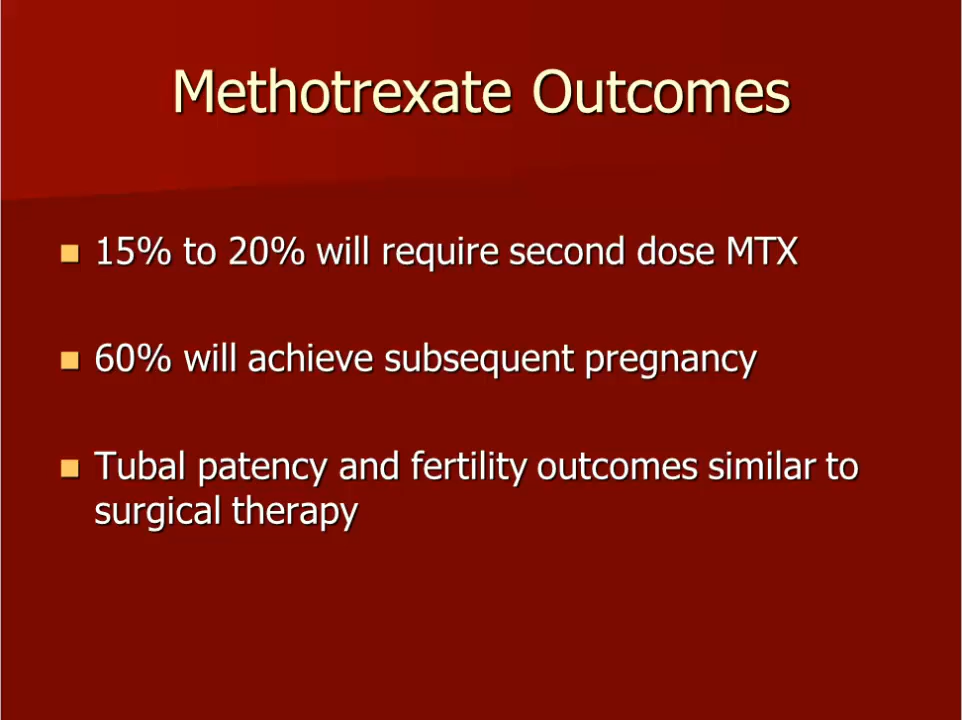 Methotrexate Outcomes
15% to 20% will require second dose MTX
60% will achieve subsequent pregnancy
Tubal patency and fertility outcomes similar to
surgical therapy